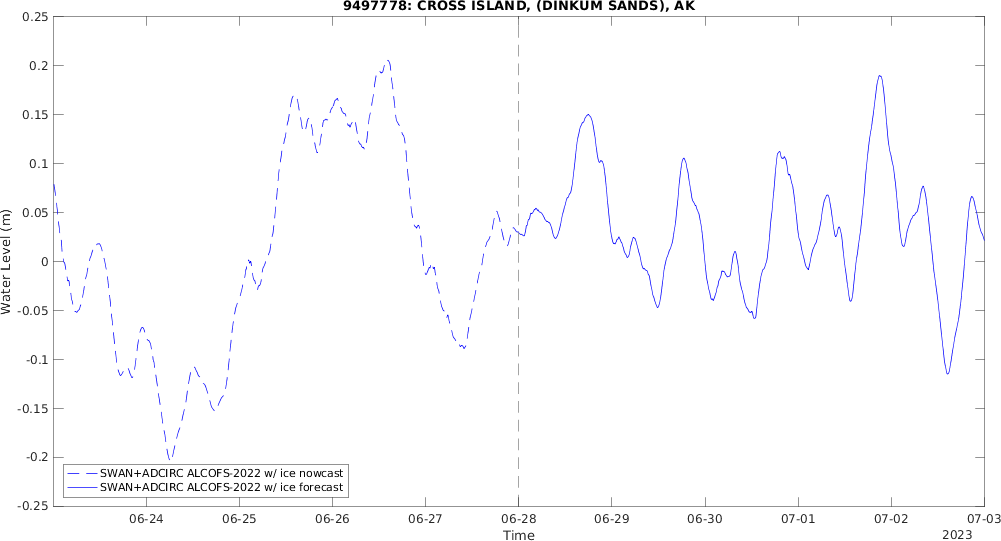 9497778: CROSS ISLAND, (DINKUM SANDS), AK
0.25
0.2
0.15
0.1
0.05
0
-0.05
-0.1
-0.15
-0.2
-0.25
Water Level (m)
SWAN+ADCIRC ALCOFS-2022 w/ ice nowcast
SWAN+ADCIRC ALCOFS-2022 w/ ice forecast
06-24 06-25 06-26 06-27 06-28 06-29 06-30 07-01 07-02 07-03
Time
2023